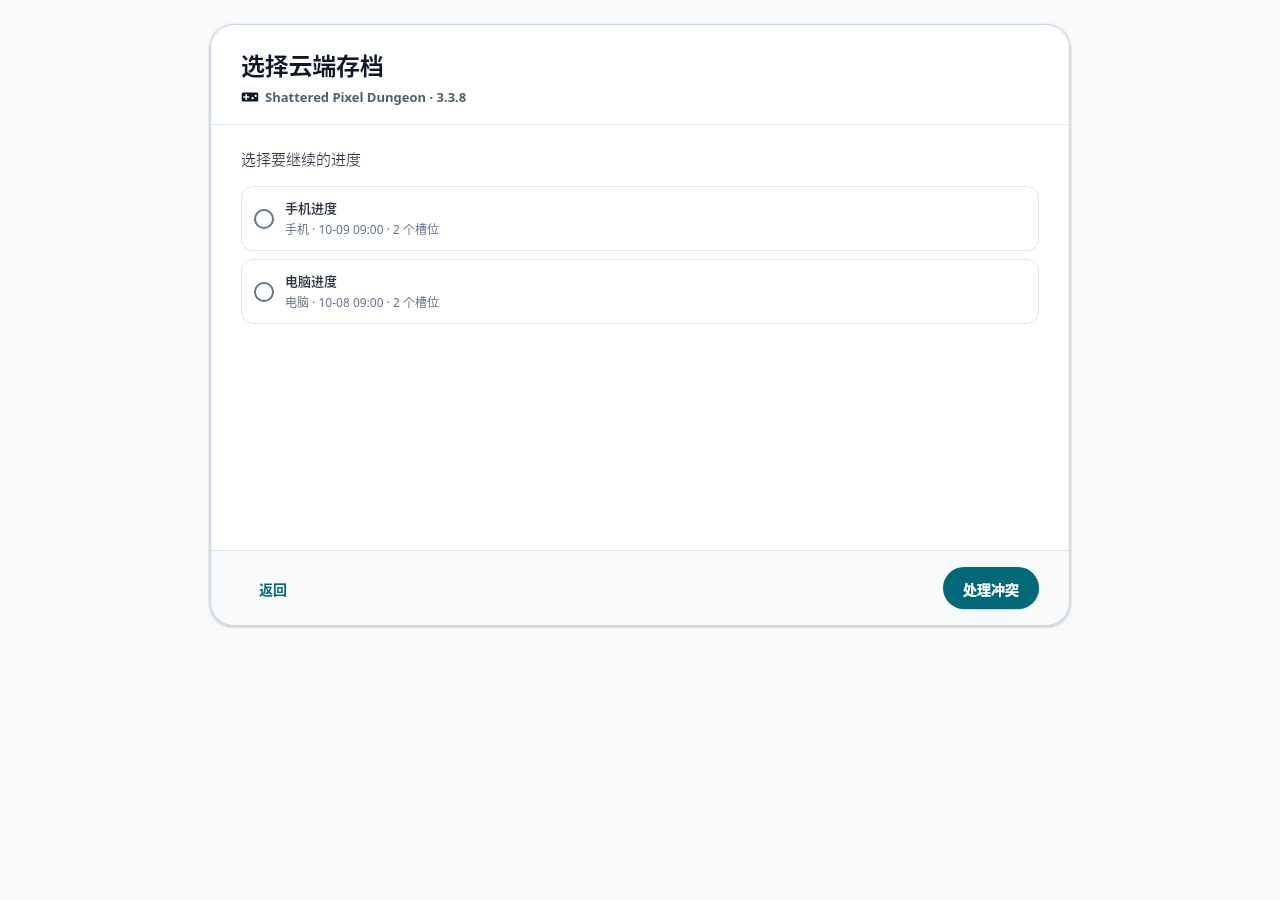 选择云端存档
Shattered Pixel Dungeon · 3.3.8
选择要继续的进度
手机进度
手机 · 10-09 09:00 · 2 个槽位
电脑进度
电脑 · 10-08 09:00 · 2 个槽位
返回
处理冲突